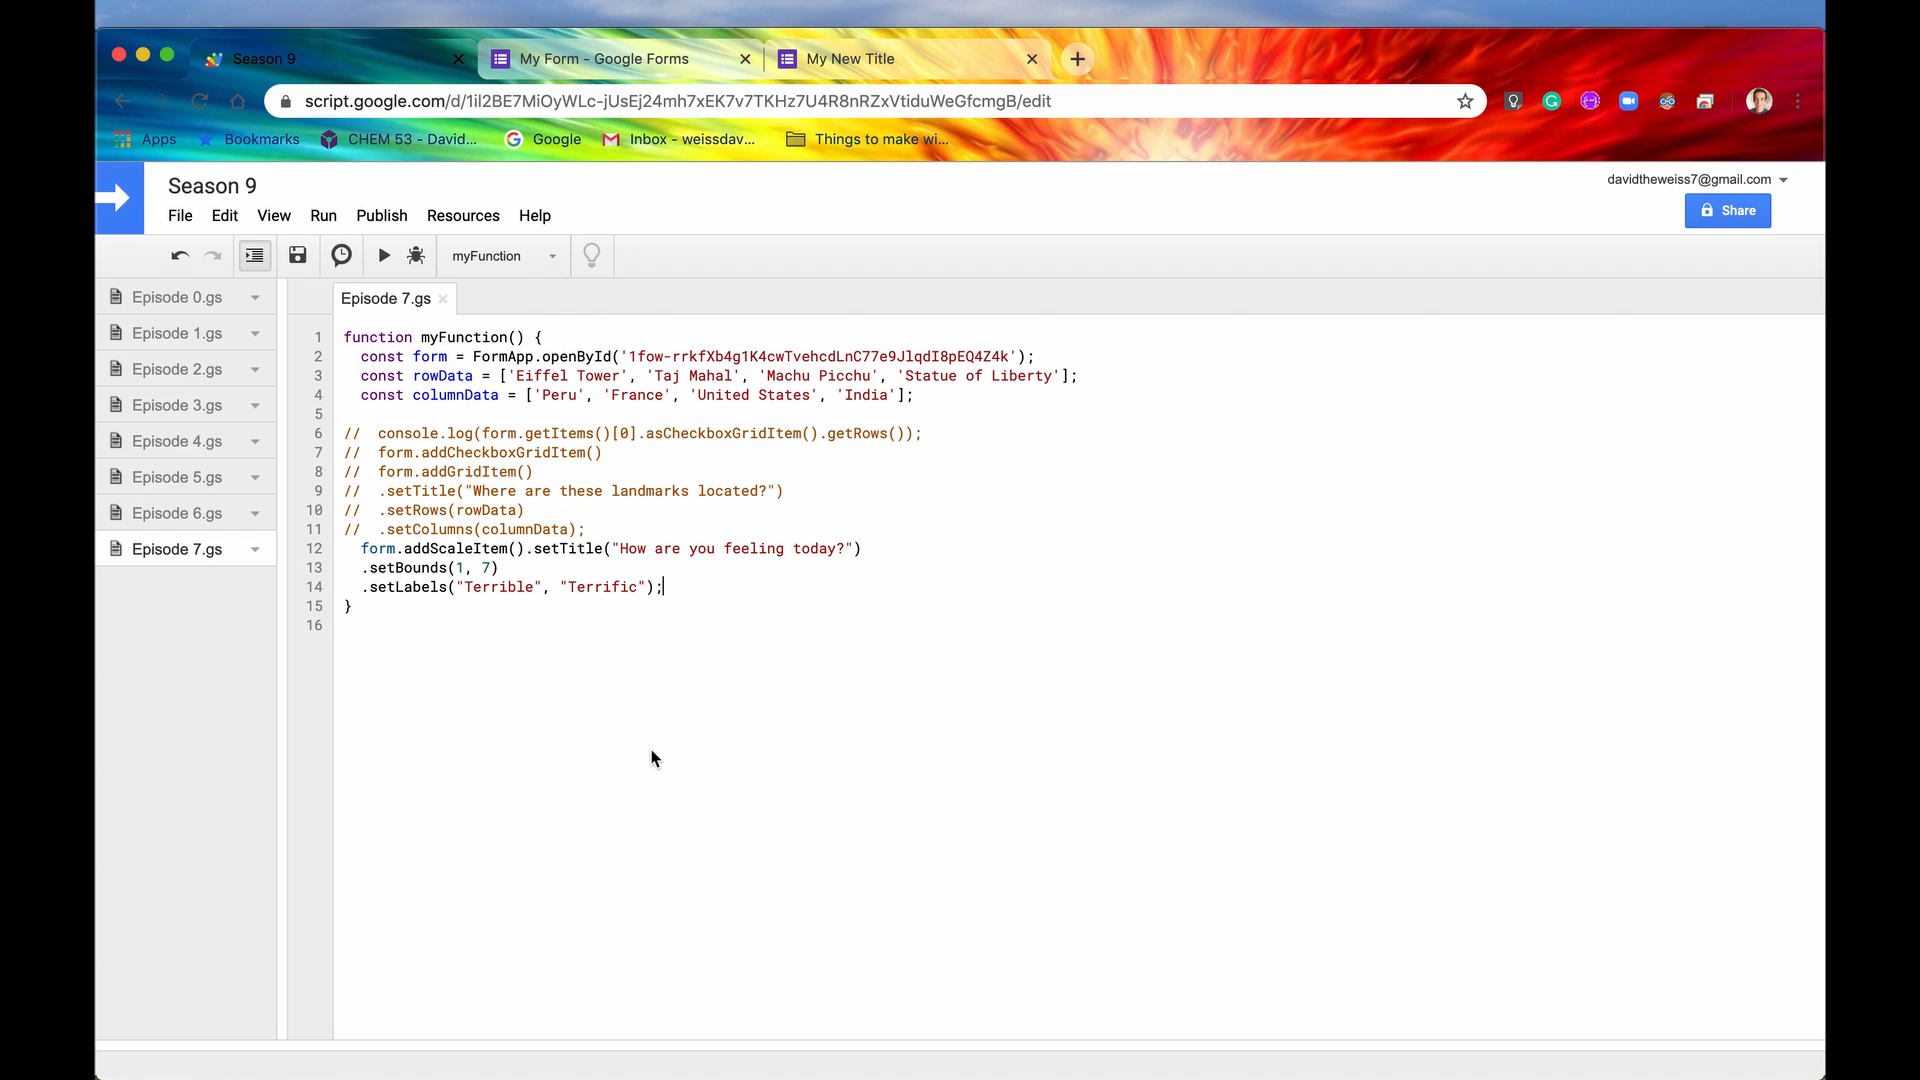 Season 9
My Form - Google Forms
My New Title
script.google.com/d/1il2BE7MiOyWLc-jUsEj24mh7xEK7v7TKHz7U4R8nRZxVtiduWeGfcmgB/edit
Apps
Bookmarks
CHEM 53 - David...
Google
Inbox - weissdav...
Things to make wi...
Season 9
davidtheweiss7@gmail.com
File Edit View Run Publish Resources Help
Share
myFunction
Episode 0.gs
Episode 1.gs
Episode 2.gs
Episode 3.gs
Episode 4.gs
Episode 5.gs
Episode 6.gs
Episode 7.gs
Episode 7.gs
1 function myFunction() {
2 const form = FormApp.openById('1fow-rrkfXb4g1K4cwTvehcdLnC77e9JlqdI8pEQ4Z4k');
3 const rowData = ['Eiffel Tower', 'Taj Mahal', 'Machu Picchu', 'Statue of Liberty'];
4 const columnData = ['Peru', 'France', 'United States', 'India'];
5
6 // console.log(form.getItems()[0].asCheckboxGridItem().getRows());
7 // form.addCheckboxGridItem()
8 // form.addGridItem()
9 // .setTitle("Where are these landmarks located?")
10 // .setRows(rowData)
11 // .setColumns(columnData);
12 form.addScaleItem().setTitle("How are you feeling today?")
13 .setBounds(1, 7)
14 .setLabels("Terrible", "Terrific");
15 }
16